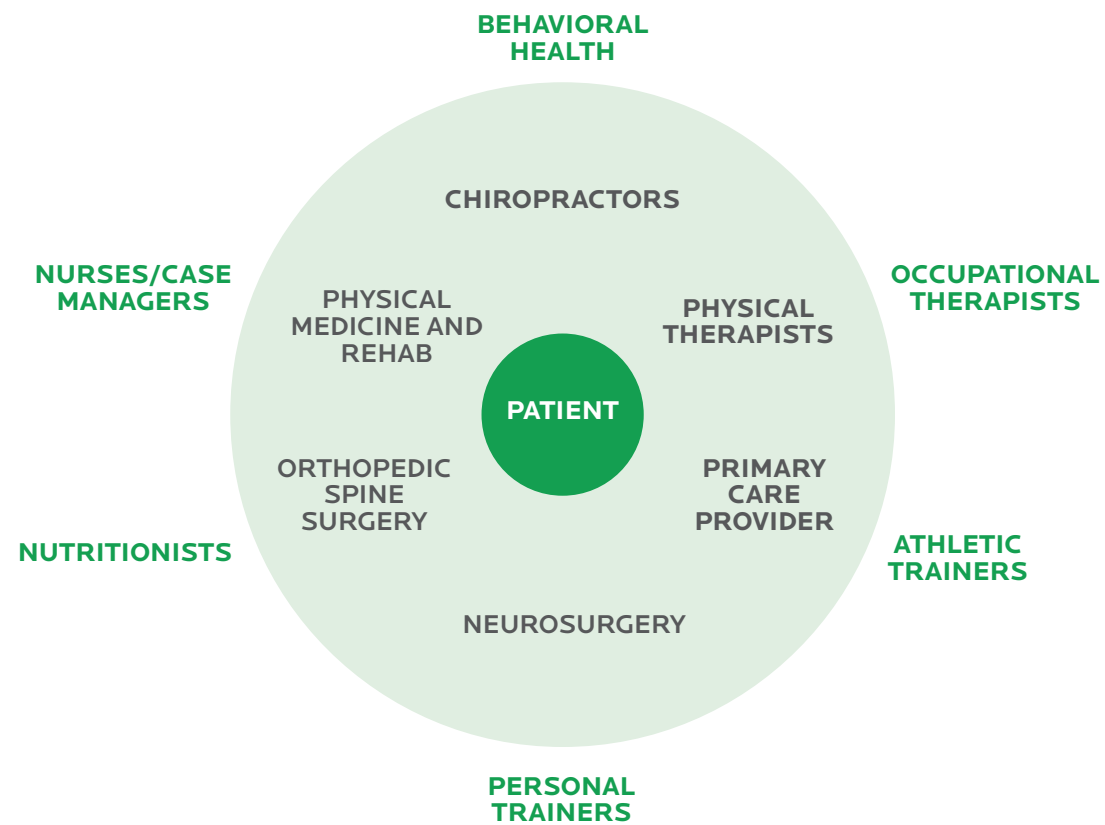 BEHAVIORAL
HEALTH
CHIROPRACTORS
NURSES/CASE
MANAGERS
OCCUPATIONAL
THERAPISTS
PHYSICAL
MEDICINE AND
REHAB
PHYSICAL
THERAPISTS
PATIENT
ORTHOPEDIC
SPINE
SURGERY
PRIMARY
CARE
PROVIDER
NUTRITIONISTS
ATHLETIC
TRAINERS
NEUROSURGERY
PERSONAL
TRAINERS